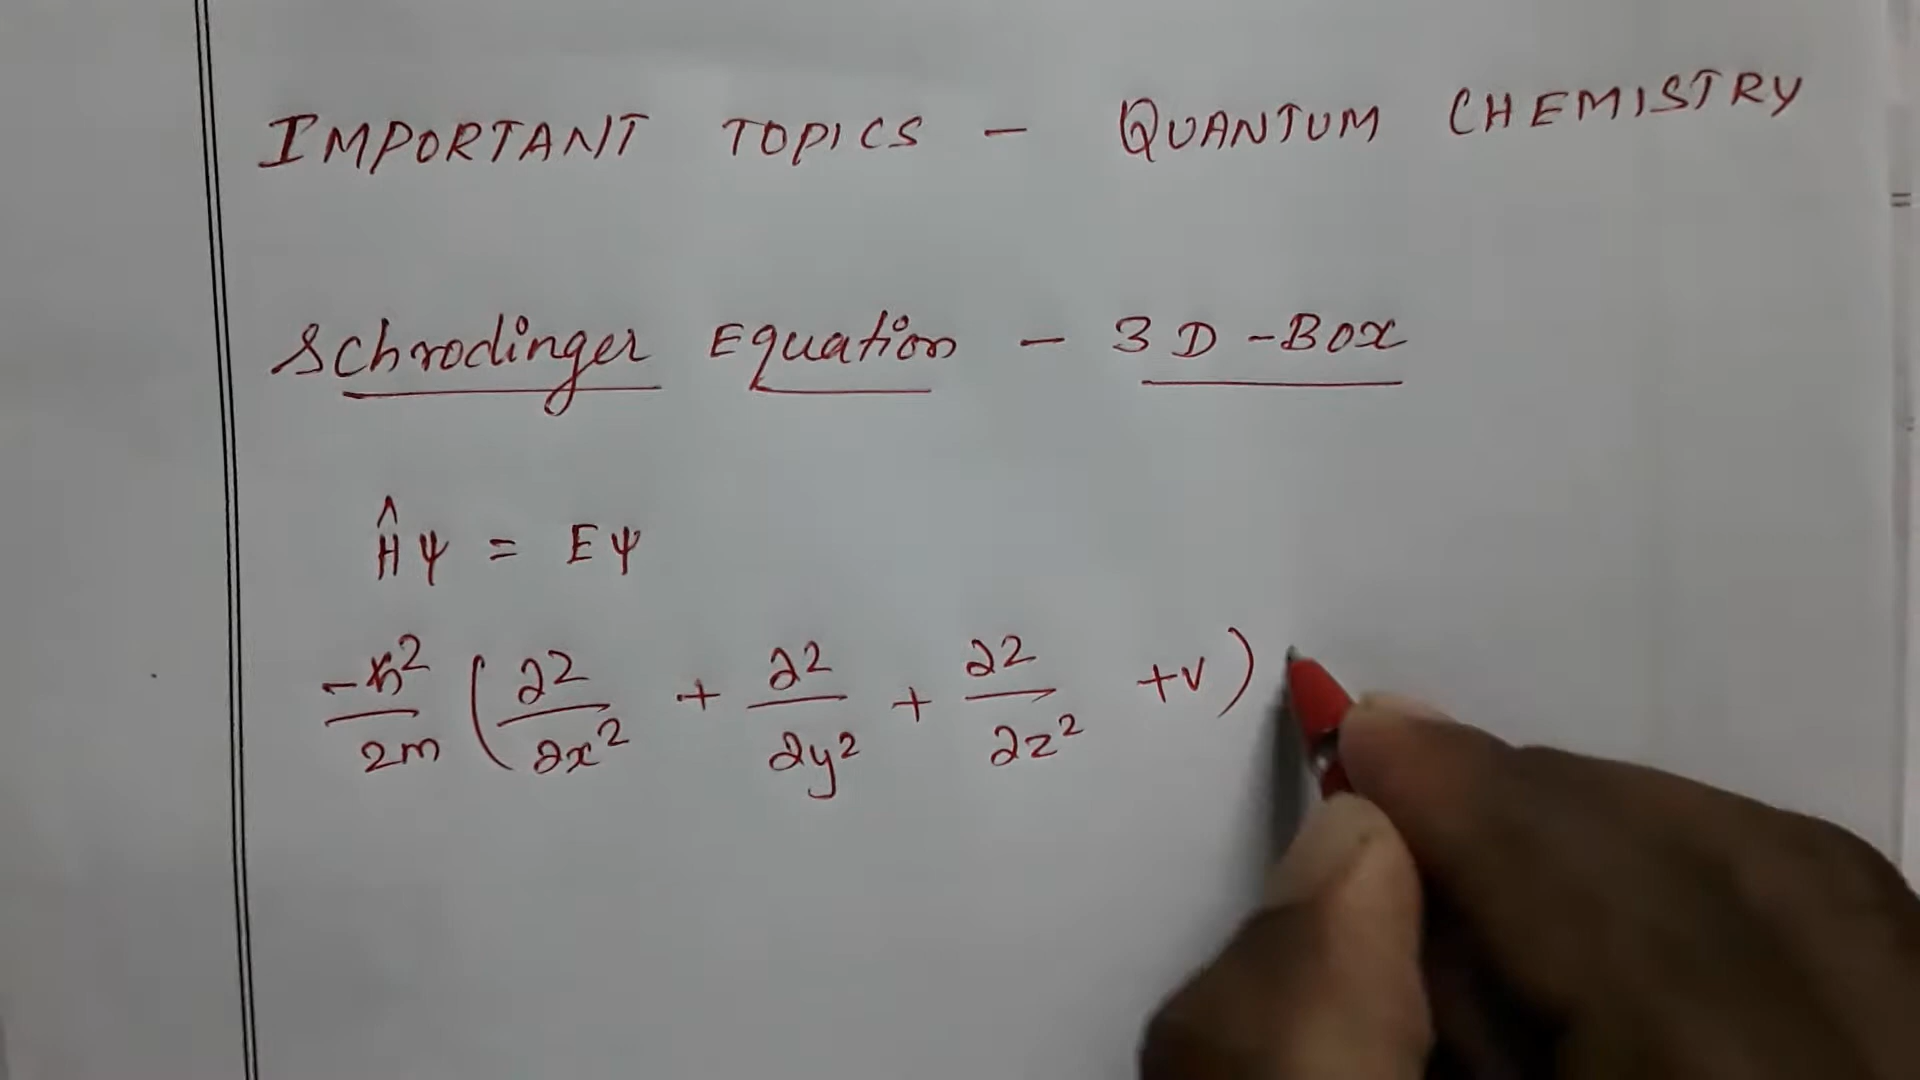 IMPORTANT TOPICS - QUANTUM CHEMISTRY
Schrodinger Equation - 3D-Box
Ĥψ = Eψ
-ħ²/2m (∂²/∂x² + ∂²/∂y² + ∂²/∂z² +V)